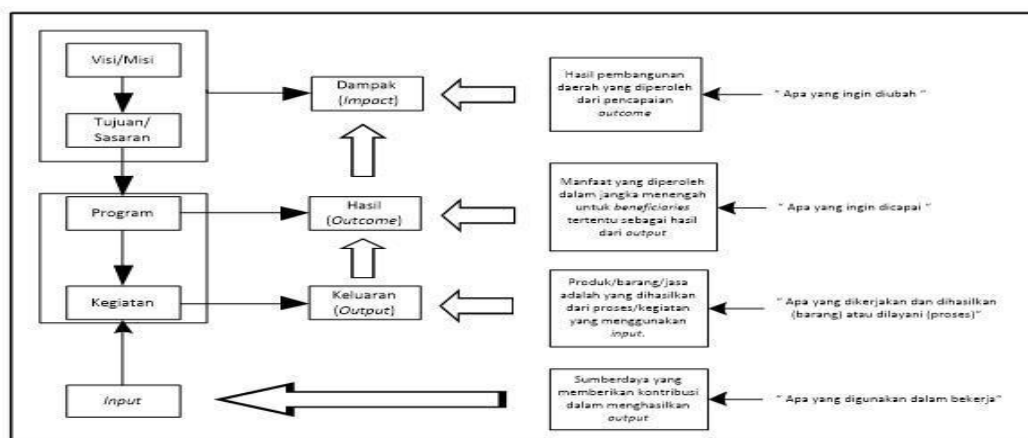 Visi/Misi
Tujuan/
Sasaran
Program
Kegiatan
Input
Dampak
(Impact)
Hasil
(Outcome)
Keluaran
(Output)
Hasil pembangunan
daerah yang diperoleh
dari pencapaian
outcome
Manfaat yang diperoleh
dalam jangka menengah
untuk beneficiaries
tertentu sebagai hasil
dari output
Produk/barang/jasa
adalah yang dihasilkan
dari proses/kegiatan
yang menggunakan
input.
Sumberdaya yang
memberikan kontribusi
dalam menghasilkan
output
" Apa yang ingin diubah "
" Apa yang ingin dicapai "
" Apa yang dikerjakan dan dihasilkan
(barang) atau dilayani (proses)"
" Apa yang digunakan dalam bekerja"